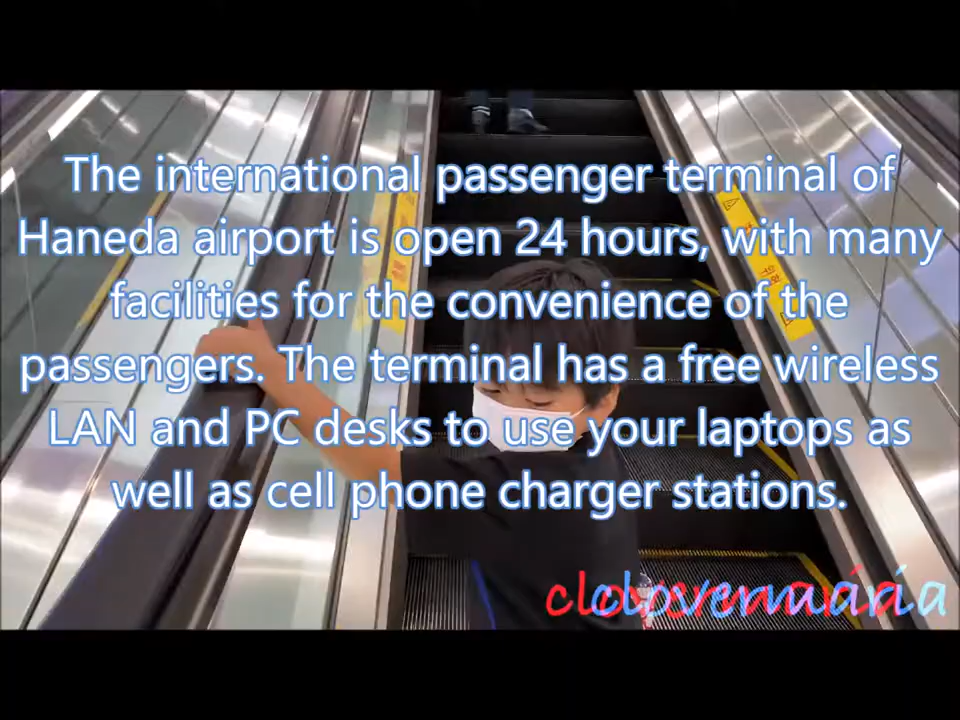 The international passenger terminal of
Haneda airport is open 24 hours, with many
facilities for the convenience of the
passengers. The terminal has a free wireless
LAN and PC desks to use your laptops as
well as cell phone charger stations.